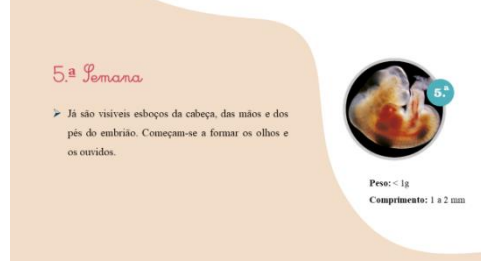 5.ª Semana
➢ Já são visíveis esboços da cabeça, das mãos e dos
pés do embrião. Começam-se a formar os olhos e
os ouvidos.
5.ª
Peso: < 1g
Comprimento: 1 a 2 mm